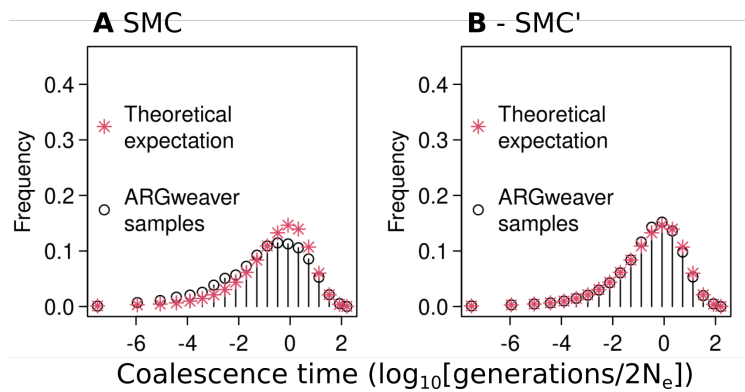 A SMC
B - SMC'
Frequency
0.4
0.3
0.2
0.1
0.0
Theoretical
expectation
ARGweaver
samples
-6 -4 -2 0 2
Frequency
0.4
0.3
0.2
0.1
0.0
Theoretical
expectation
ARGweaver
samples
-6 -4 -2 0 2
Coalescence time (log₁₀[generations/2Nₑ])